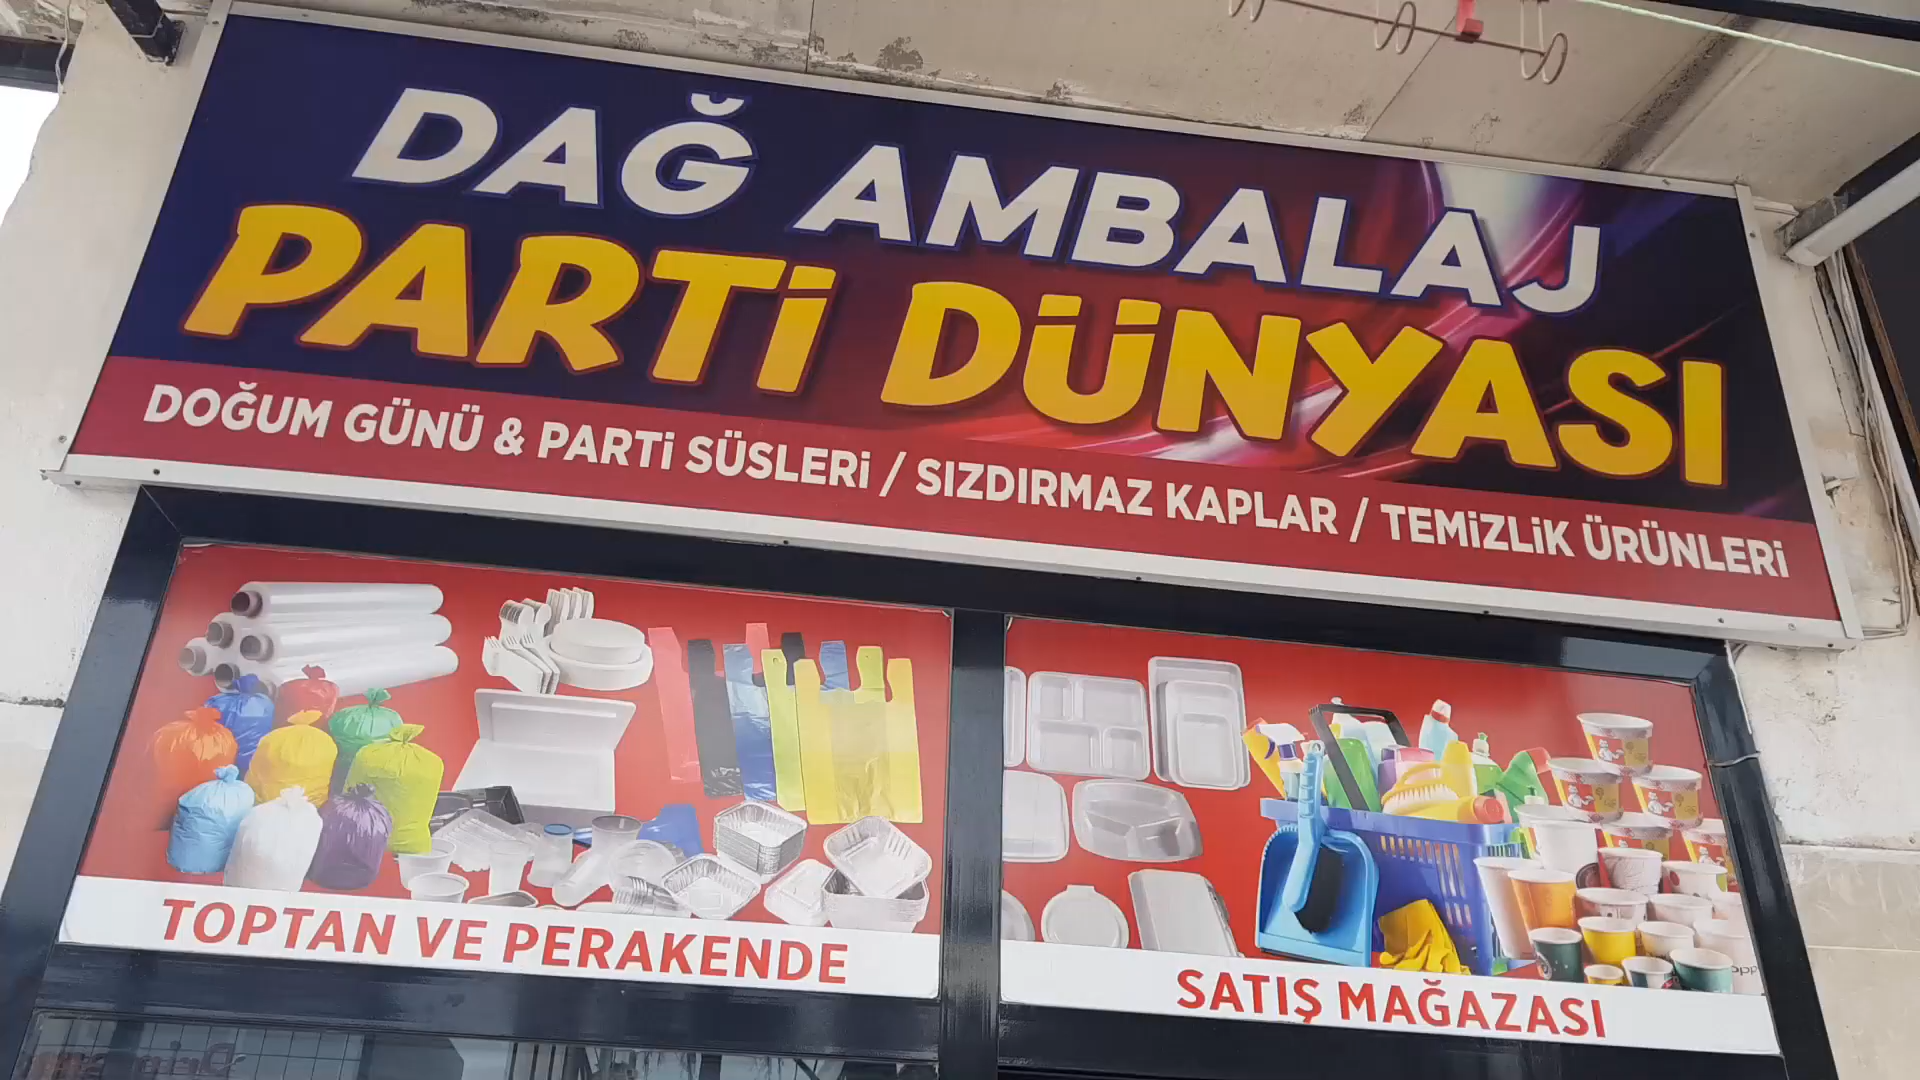 DAĞ AMBALAJ
PARTİ DÜNYASI
DOĞUM GÜNÜ & PARTİ SÜSLERİ / SIZDIRMAZ KAPLAR / TEMİZLİK ÜRÜNLERİ
TOPTAN VE PERAKENDE
SATIŞ MAĞAZASI